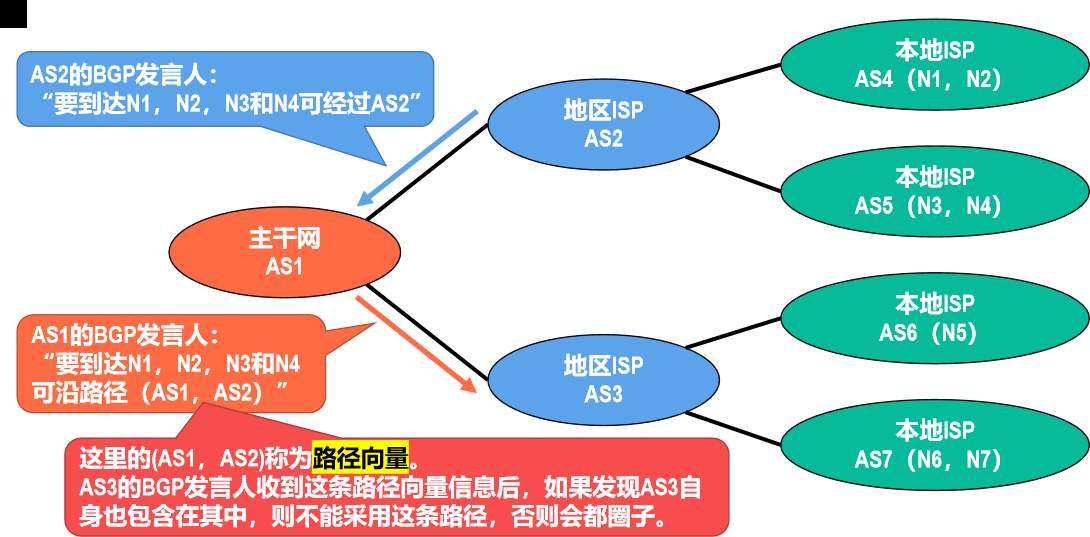 AS2的BGP发言人：
“要到达N1，N2，N3和N4可经过AS2”
地区ISP
AS2
本地ISP
AS4（N1，N2）
本地ISP
AS5（N3，N4）
主干网
AS1
AS1的BGP发言人：
“要到达N1，N2，N3和N4
可沿路径（AS1，AS2）”
地区ISP
AS3
本地ISP
AS6（N5）
本地ISP
AS7（N6，N7）
这里的(AS1，AS2)称为路径向量。
AS3的BGP发言人收到这条路径向量信息后，如果发现AS3自
身也包含在其中，则不能采用这条路径，否则会都圈子。